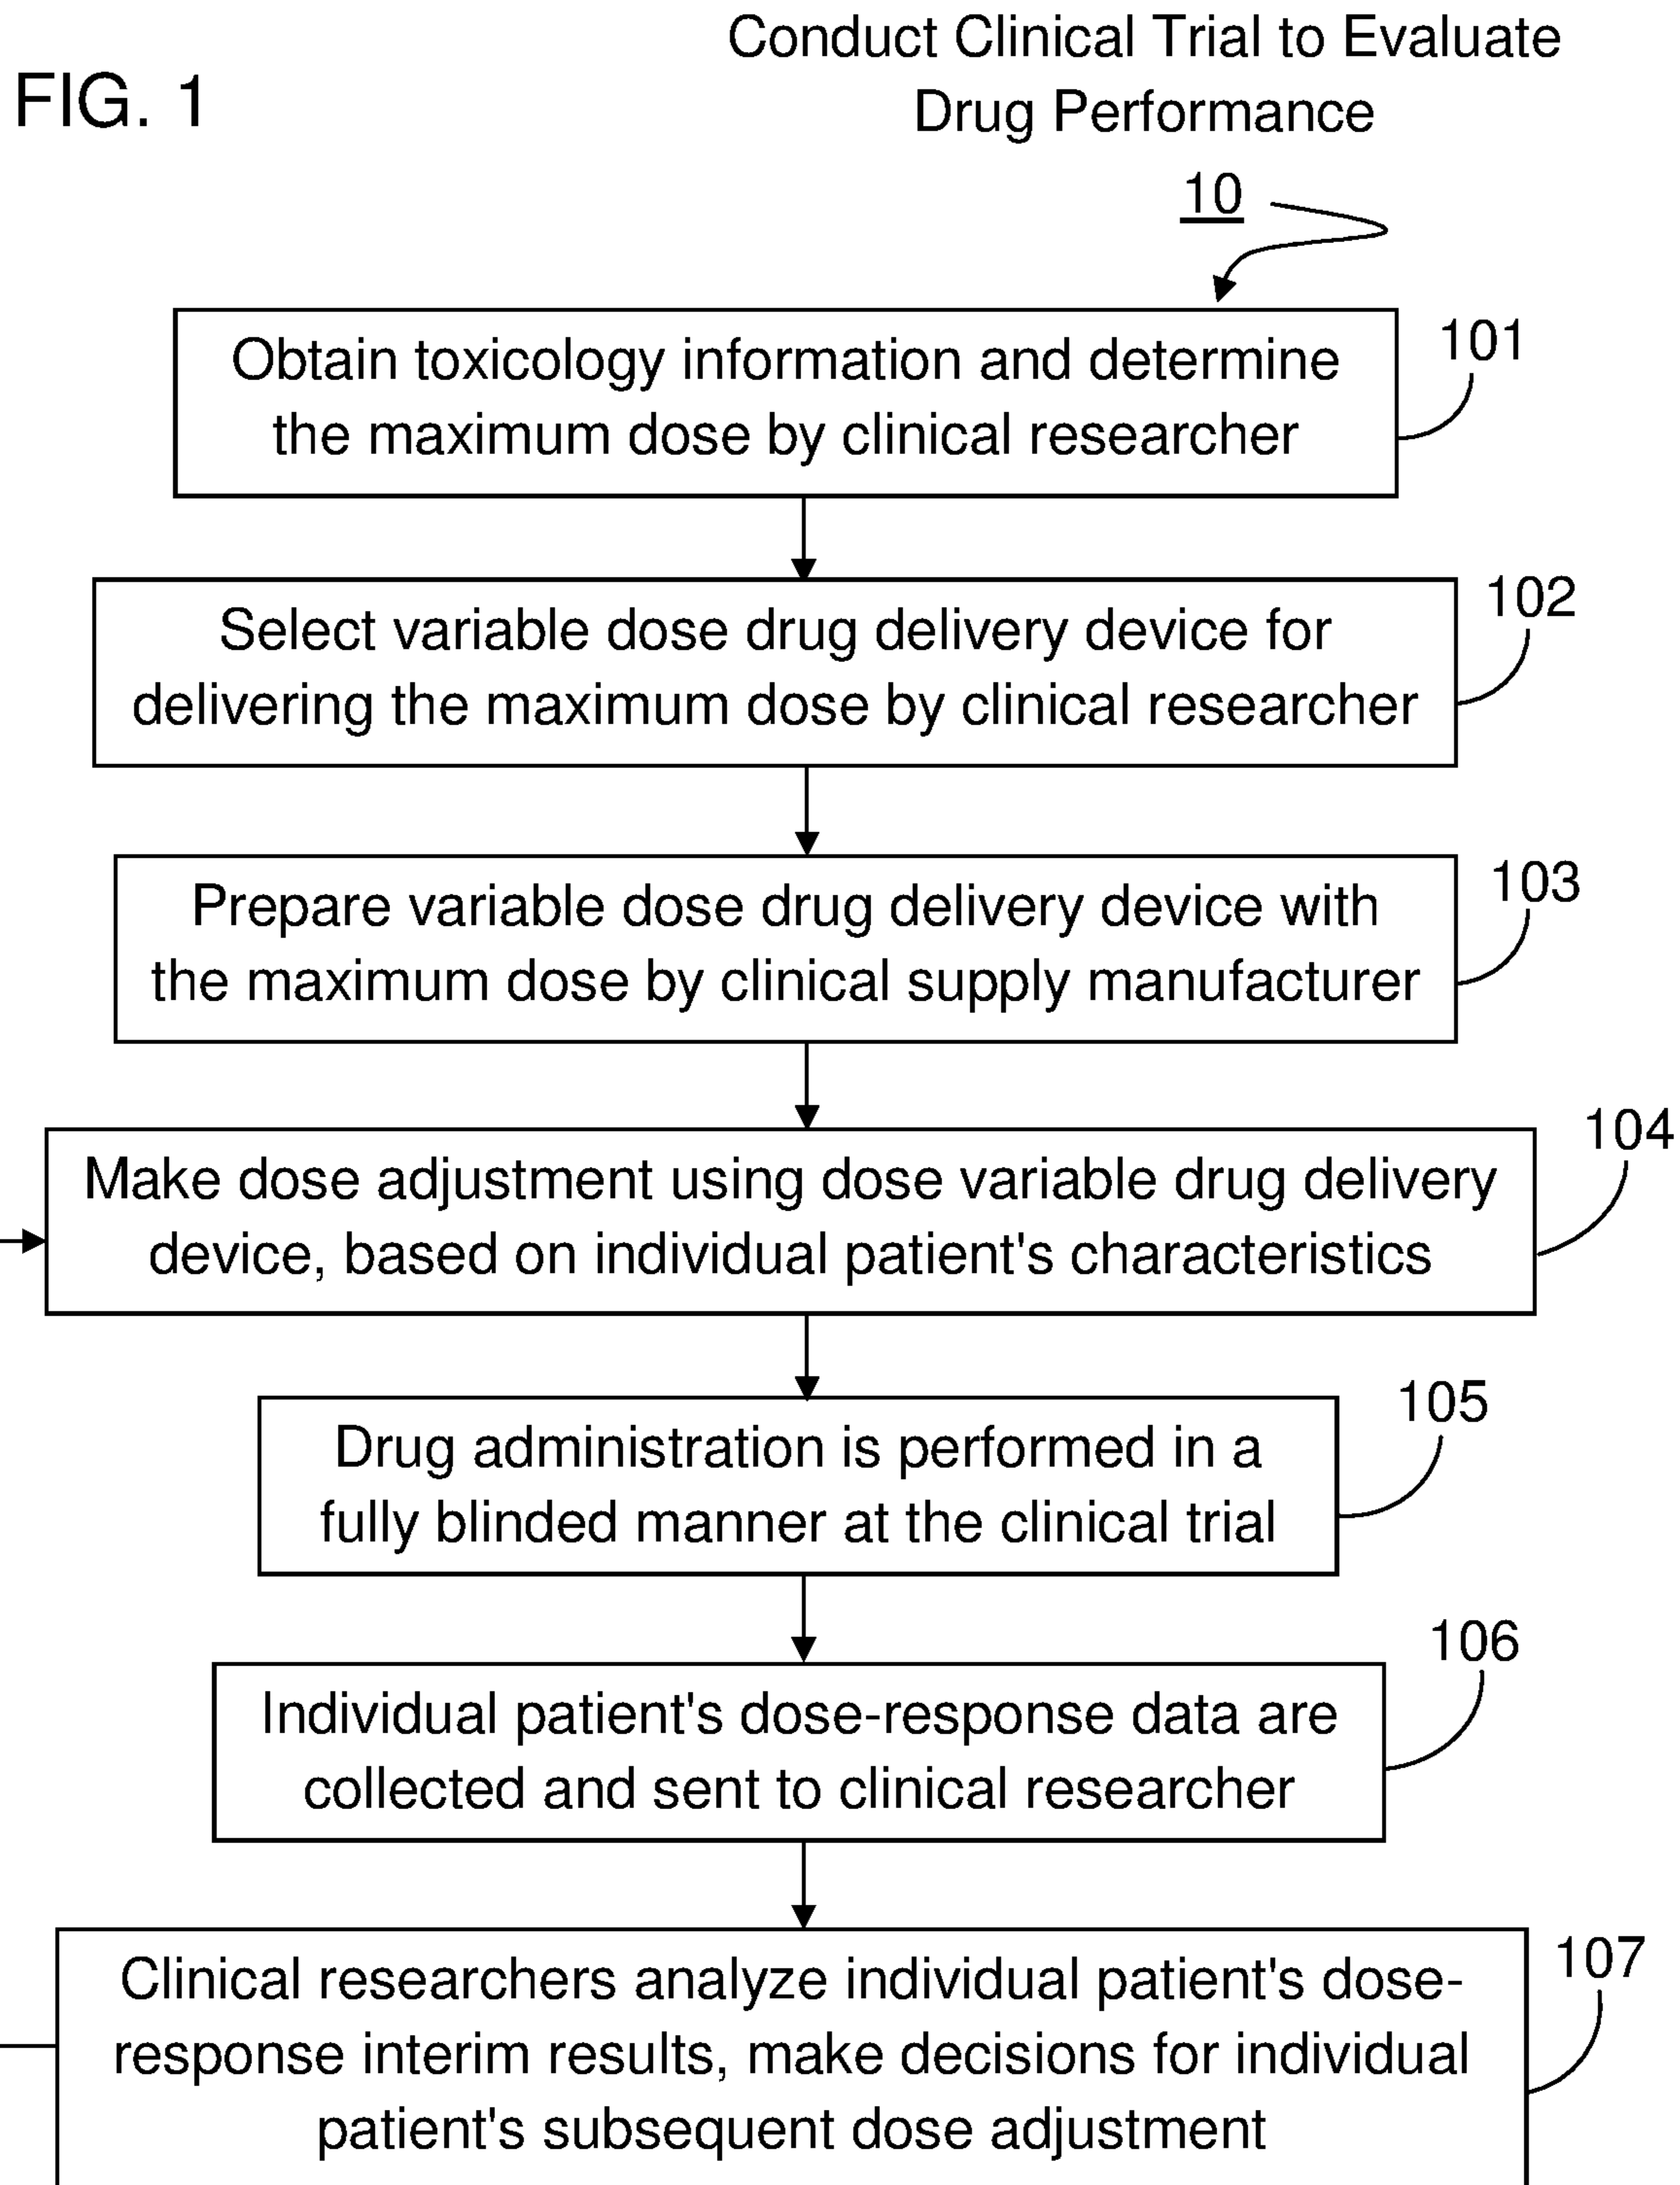 Conduct Clinical Trial to Evaluate
FIG. 1
Drug Performance
10
Obtain toxicology information and determine
the maximum dose by clinical researcher
101
Select variable dose drug delivery device for
delivering the maximum dose by clinical researcher
102
Prepare variable dose drug delivery device with
the maximum dose by clinical supply manufacturer
103
Make dose adjustment using dose variable drug delivery
device, based on individual patient's characteristics
104
Drug administration is performed in a
fully blinded manner at the clinical trial
105
Individual patient's dose-response data are
collected and sent to clinical researcher
106
Clinical researchers analyze individual patient's dose-
response interim results, make decisions for individual
patient's subsequent dose adjustment
107